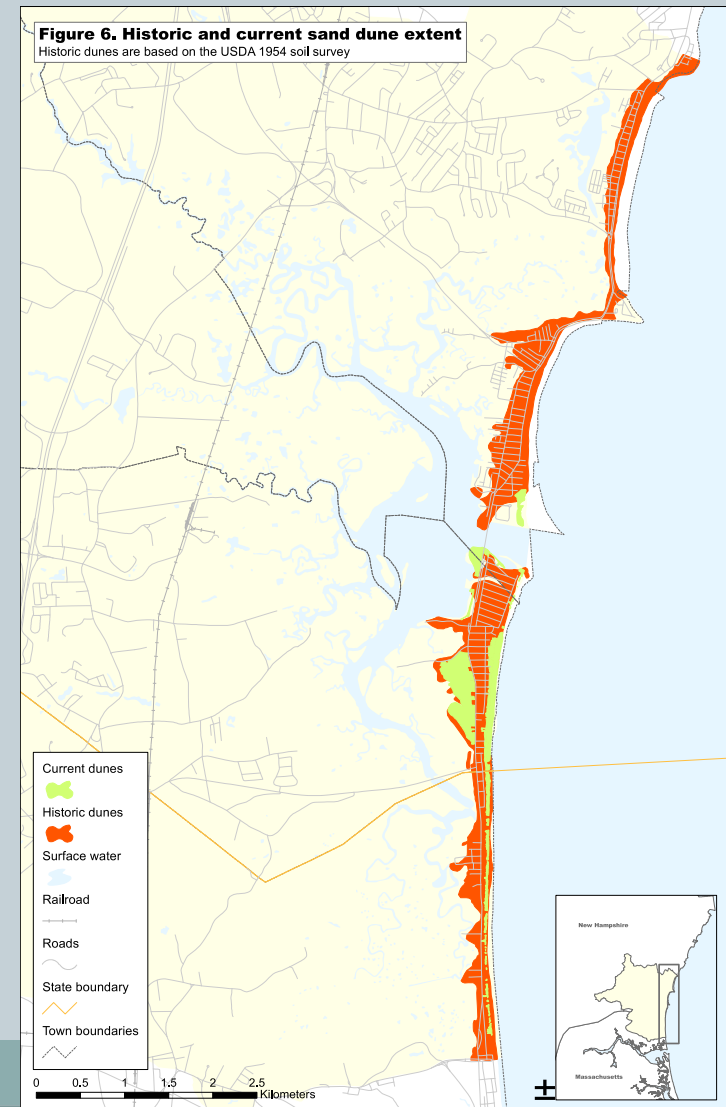 Figure 6. Historic and current sand dune extent
Historic dunes are based on the USDA 1954 soil survey
Current dunes
Historic dunes
Surface water
Railroad
Roads
State boundary
Town boundaries
0 0.5 1 1.5 2 2.5
Kilometers
New Hampshire
Massachusetts